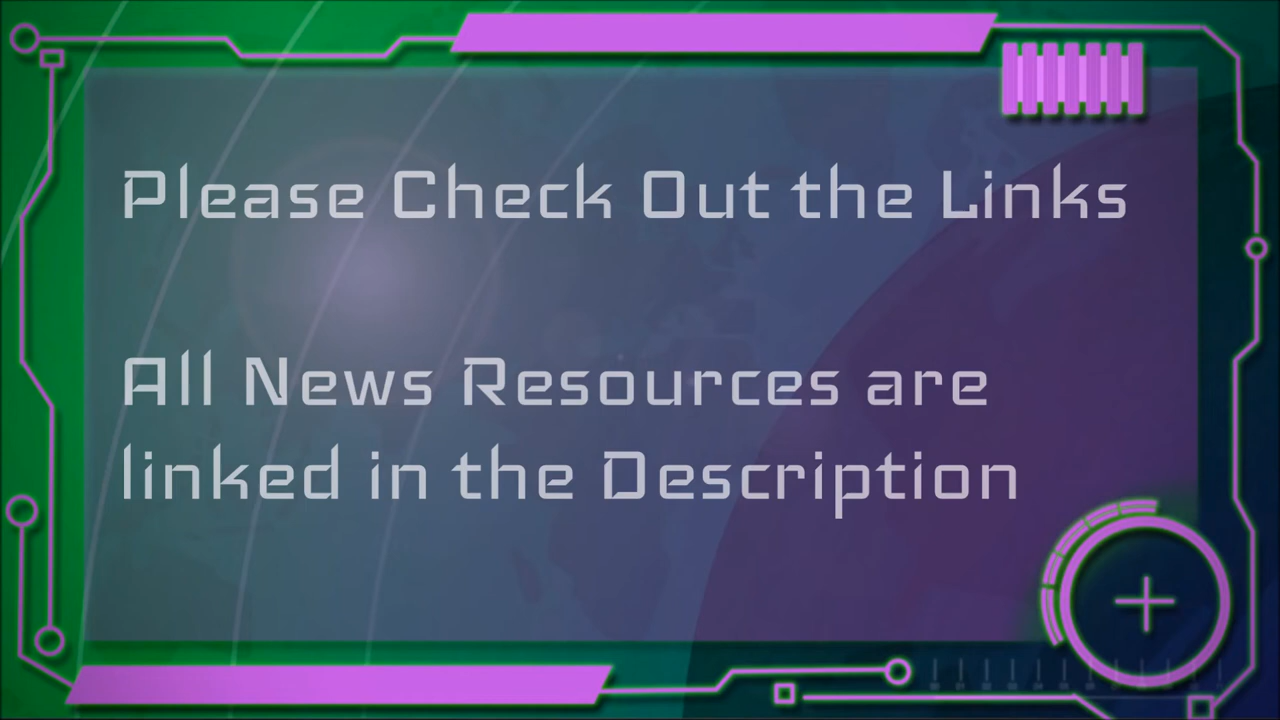 Please Check Out the Links
All News Resources are
linked in the Description